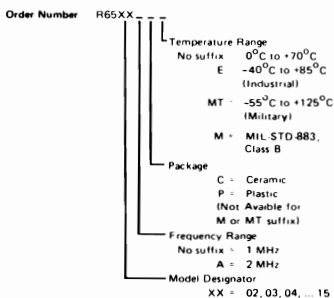 Order Number R65XX _ _ _
Temperature Range
No suffix 0°C to +70°C
E -40°C to +85°C
(Industrial)
MT - -55°C to +125°C
(Military)
M = MIL-STD-883,
Class B
Package
C = Ceramic
P = Plastic
(Not Avaible for
M or MT suffix)
Frequency Range
No suffix = 1 MHz
A = 2 MHz
Model Designator
XX = 02, 03, 04, ... 15